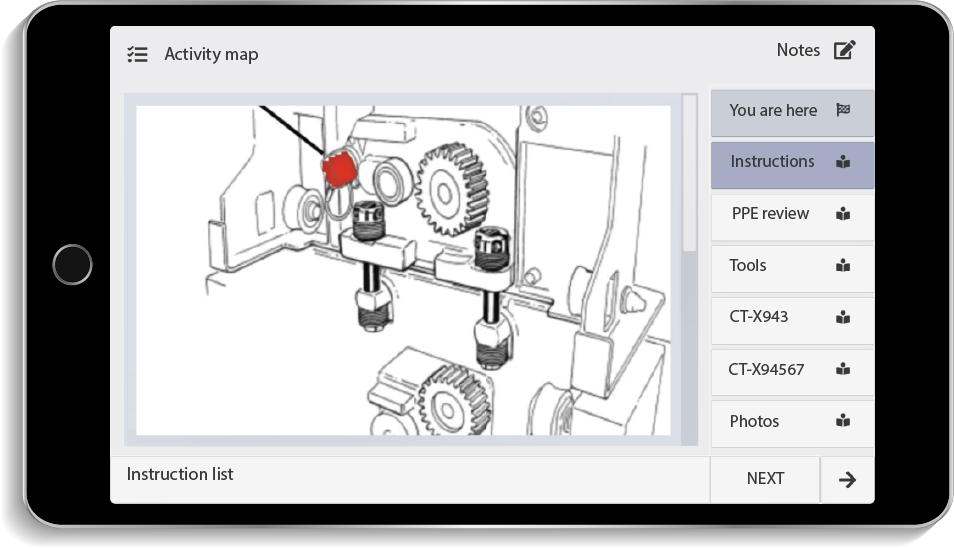 Activity map
Notes
You are here
Instructions
PPE review
Tools
CT-X943
CT-X94567
Photos
Instruction list
NEXT